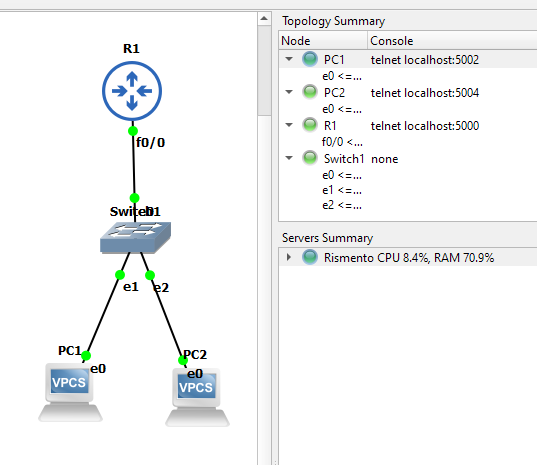 R1
f0/0
Switch1
e1
e2
PC1
e0
VPCS
PC2
e0
VPCS
Topology Summary
Node Console
PC1 telnet localhost:5002
e0 <=...
PC2 telnet localhost:5004
e0 <=...
R1 telnet localhost:5000
f0/0 <...
Switch1 none
e0 <=...
e1 <=...
e2 <=...
Servers Summary
Rismento CPU 8.4%, RAM 70.9%